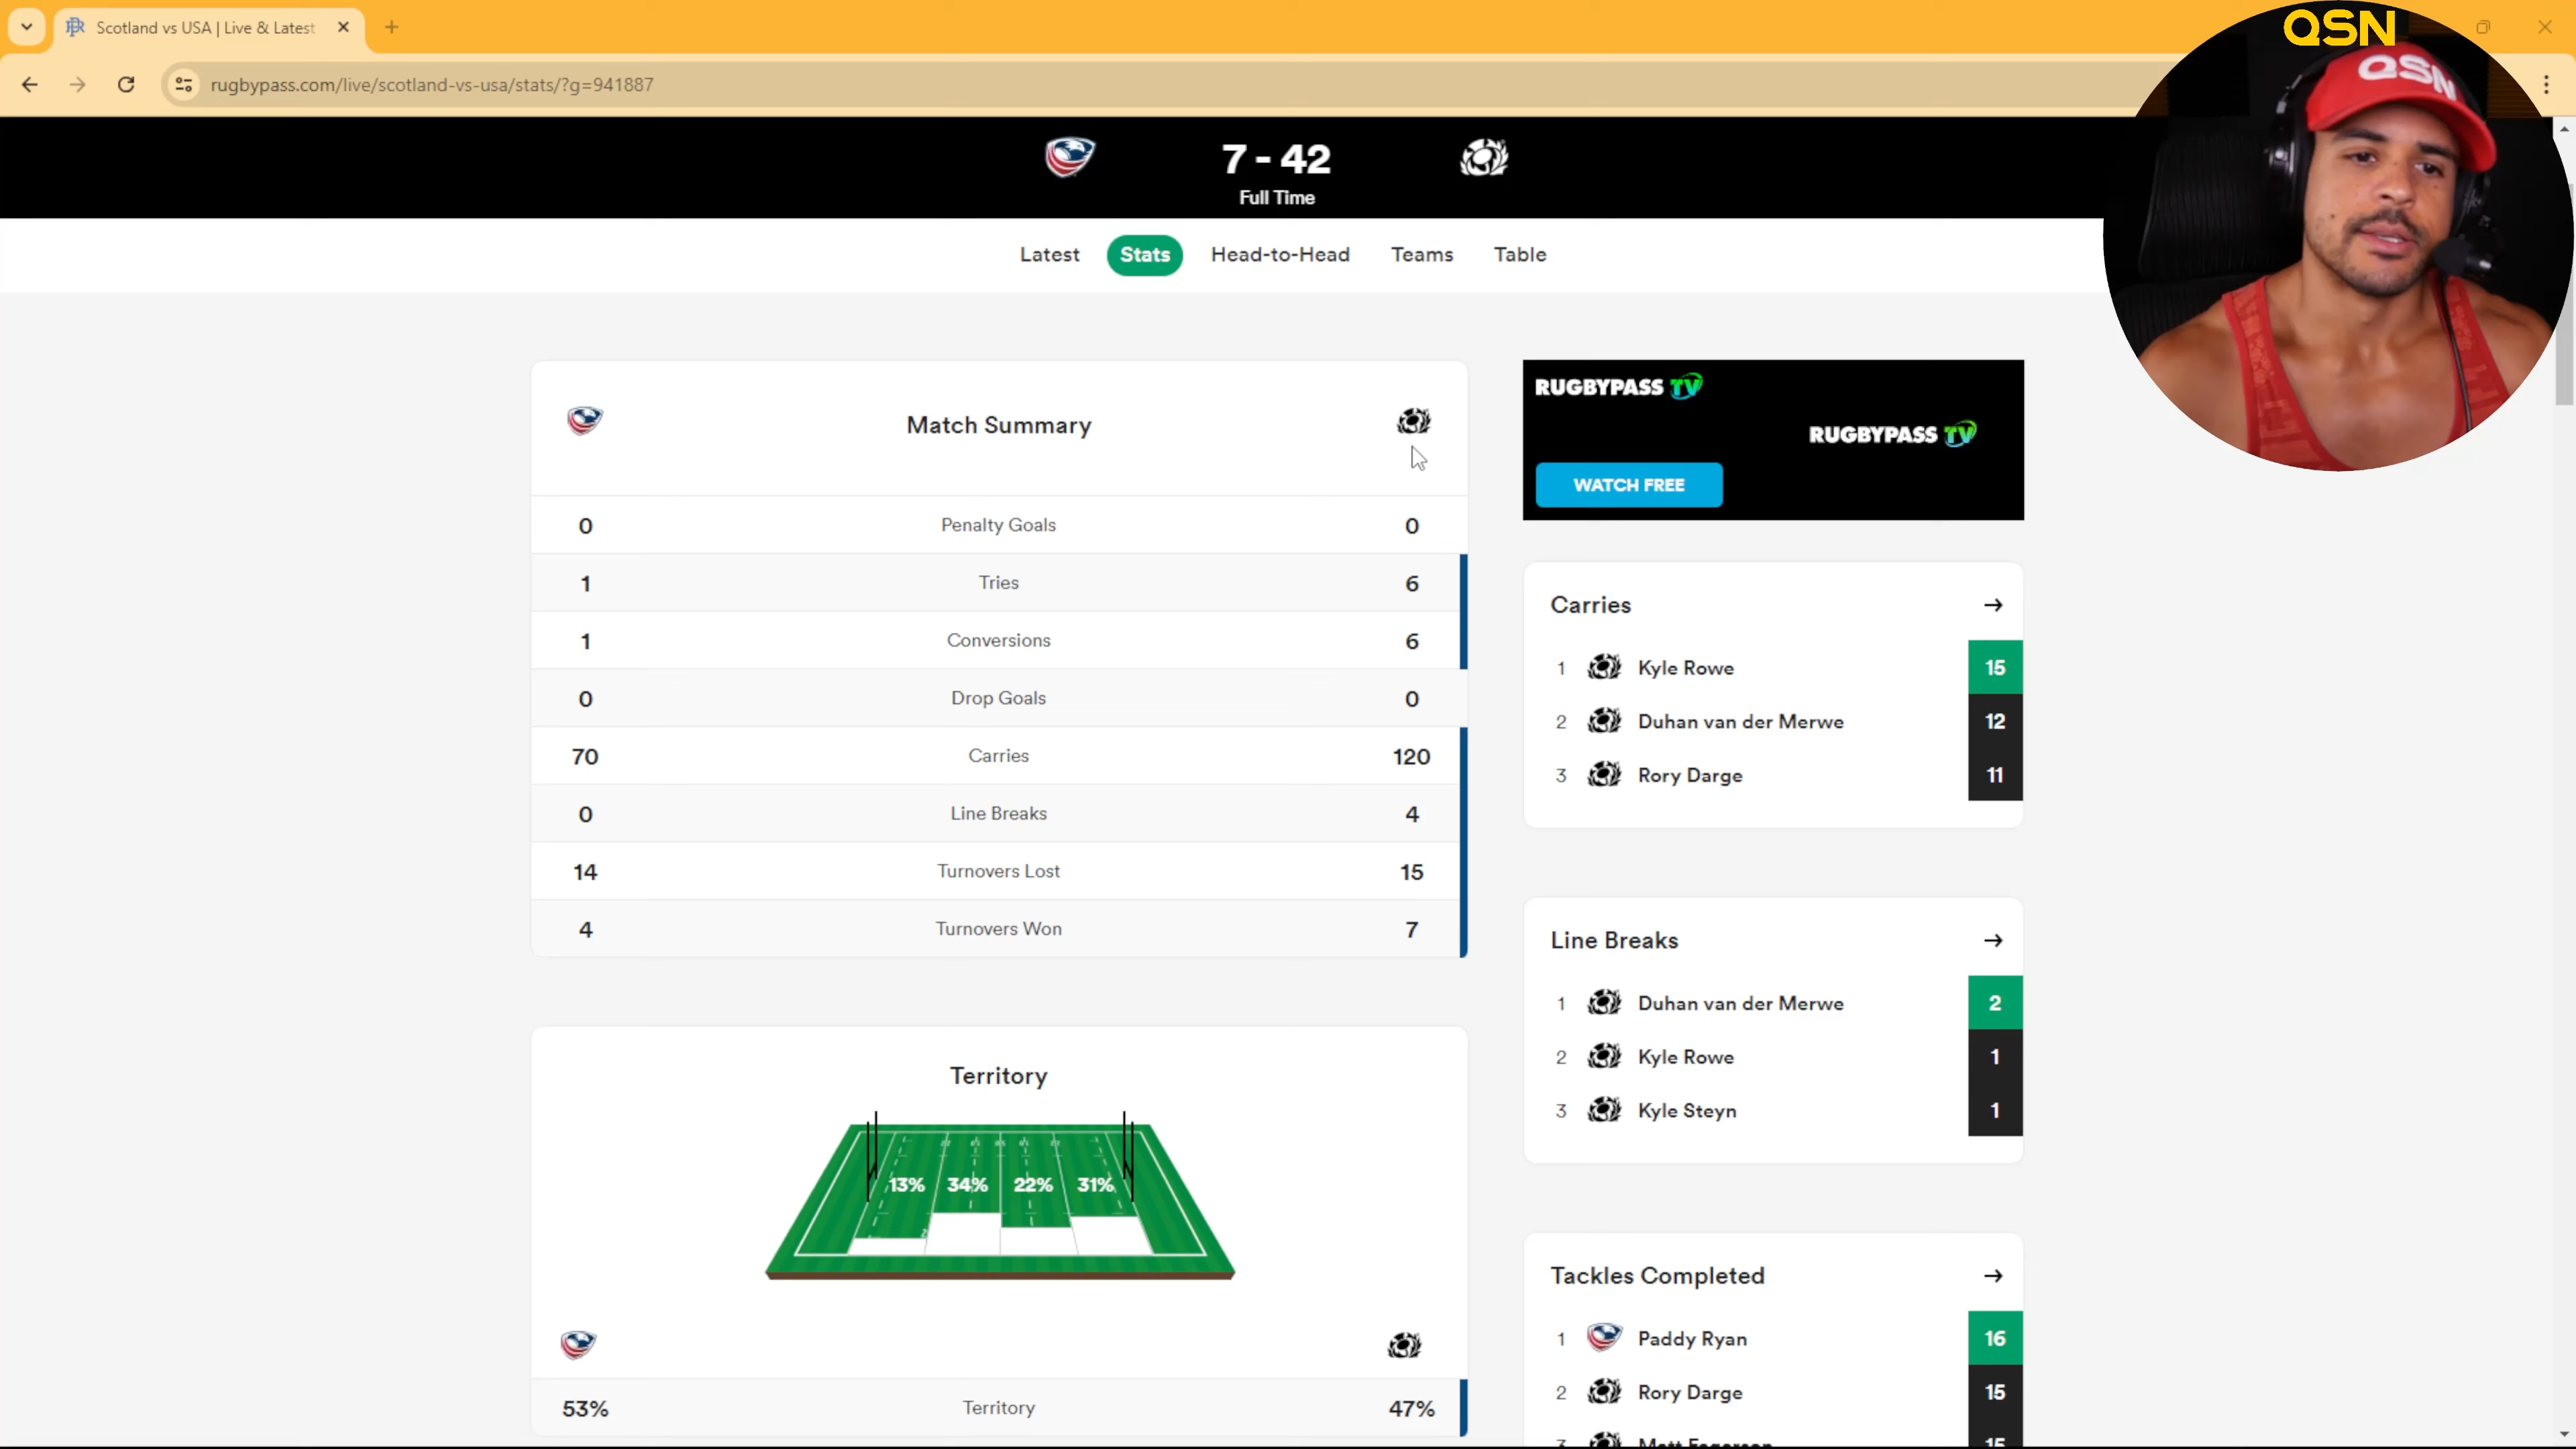 Scotland vs USA | Live & Latest
rugbypass.com/live/scotland-vs-usa/stats/?g=941887
QSN
QSN
7 - 42
Full Time
Latest Stats Head-to-Head Teams Table
Match Summary
0 Penalty Goals 0
1 Tries 6
1 Conversions 6
0 Drop Goals 0
70 Carries 120
0 Line Breaks 4
14 Turnovers Lost 15
4 Turnovers Won 7
Territory
13% 34% 22% 31%
53% Territory 47%
RUGBYPASS TV
RUGBYPASS TV
WATCH FREE
Carries
1 Kyle Rowe 15
2 Duhan van der Merwe 12
3 Rory Darge 11
Line Breaks
1 Duhan van der Merwe 2
2 Kyle Rowe 1
3 Kyle Steyn 1
Tackles Completed
1 Paddy Ryan 16
2 Rory Darge 15
3 Matt Fagerson 15